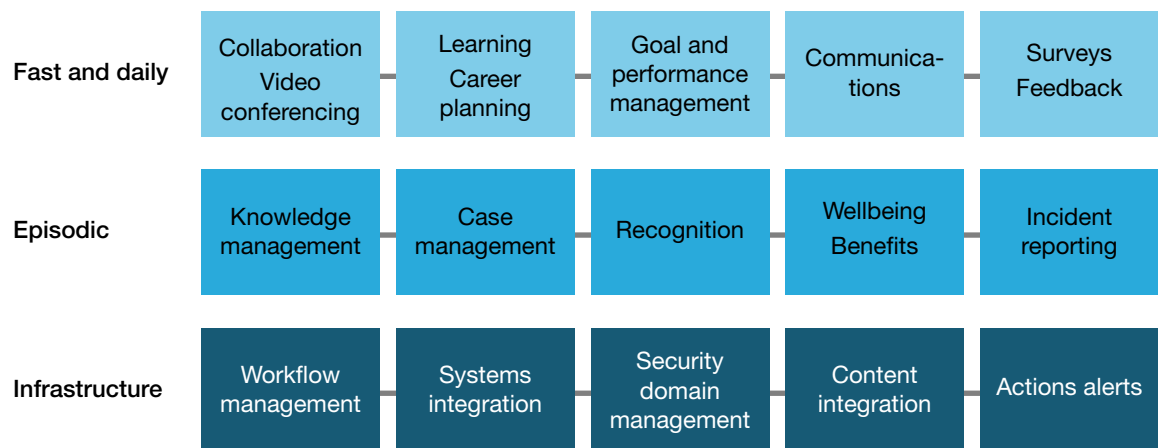 Fast and daily
Collaboration
Video
conferencing
Learning
Career
planning
Goal and
performance
management
Communica-
tions
Surveys
Feedback
Episodic
Knowledge
management
Case
management
Recognition
Wellbeing
Benefits
Incident
reporting
Infrastructure
Workflow
management
Systems
integration
Security
domain
management
Content
integration
Actions alerts